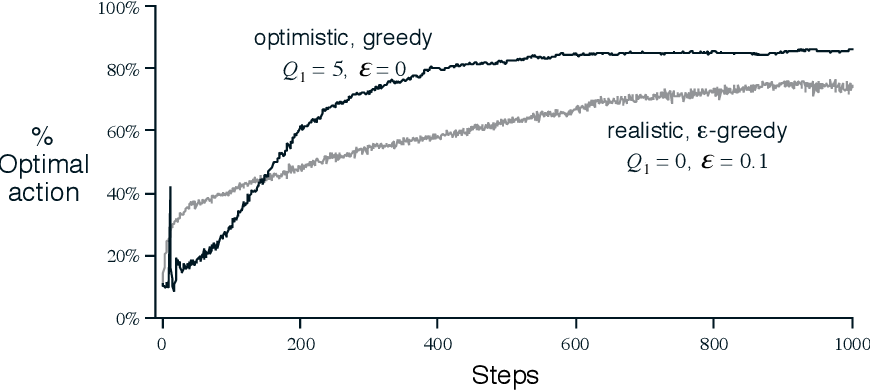 100%
80%
60%
40%
20%
0%
%
Optimal
action
optimistic, greedy
Q₁ = 5, ε = 0
realistic, ε-greedy
Q₁ = 0, ε = 0.1
0 200 400 600 800 1000
Steps